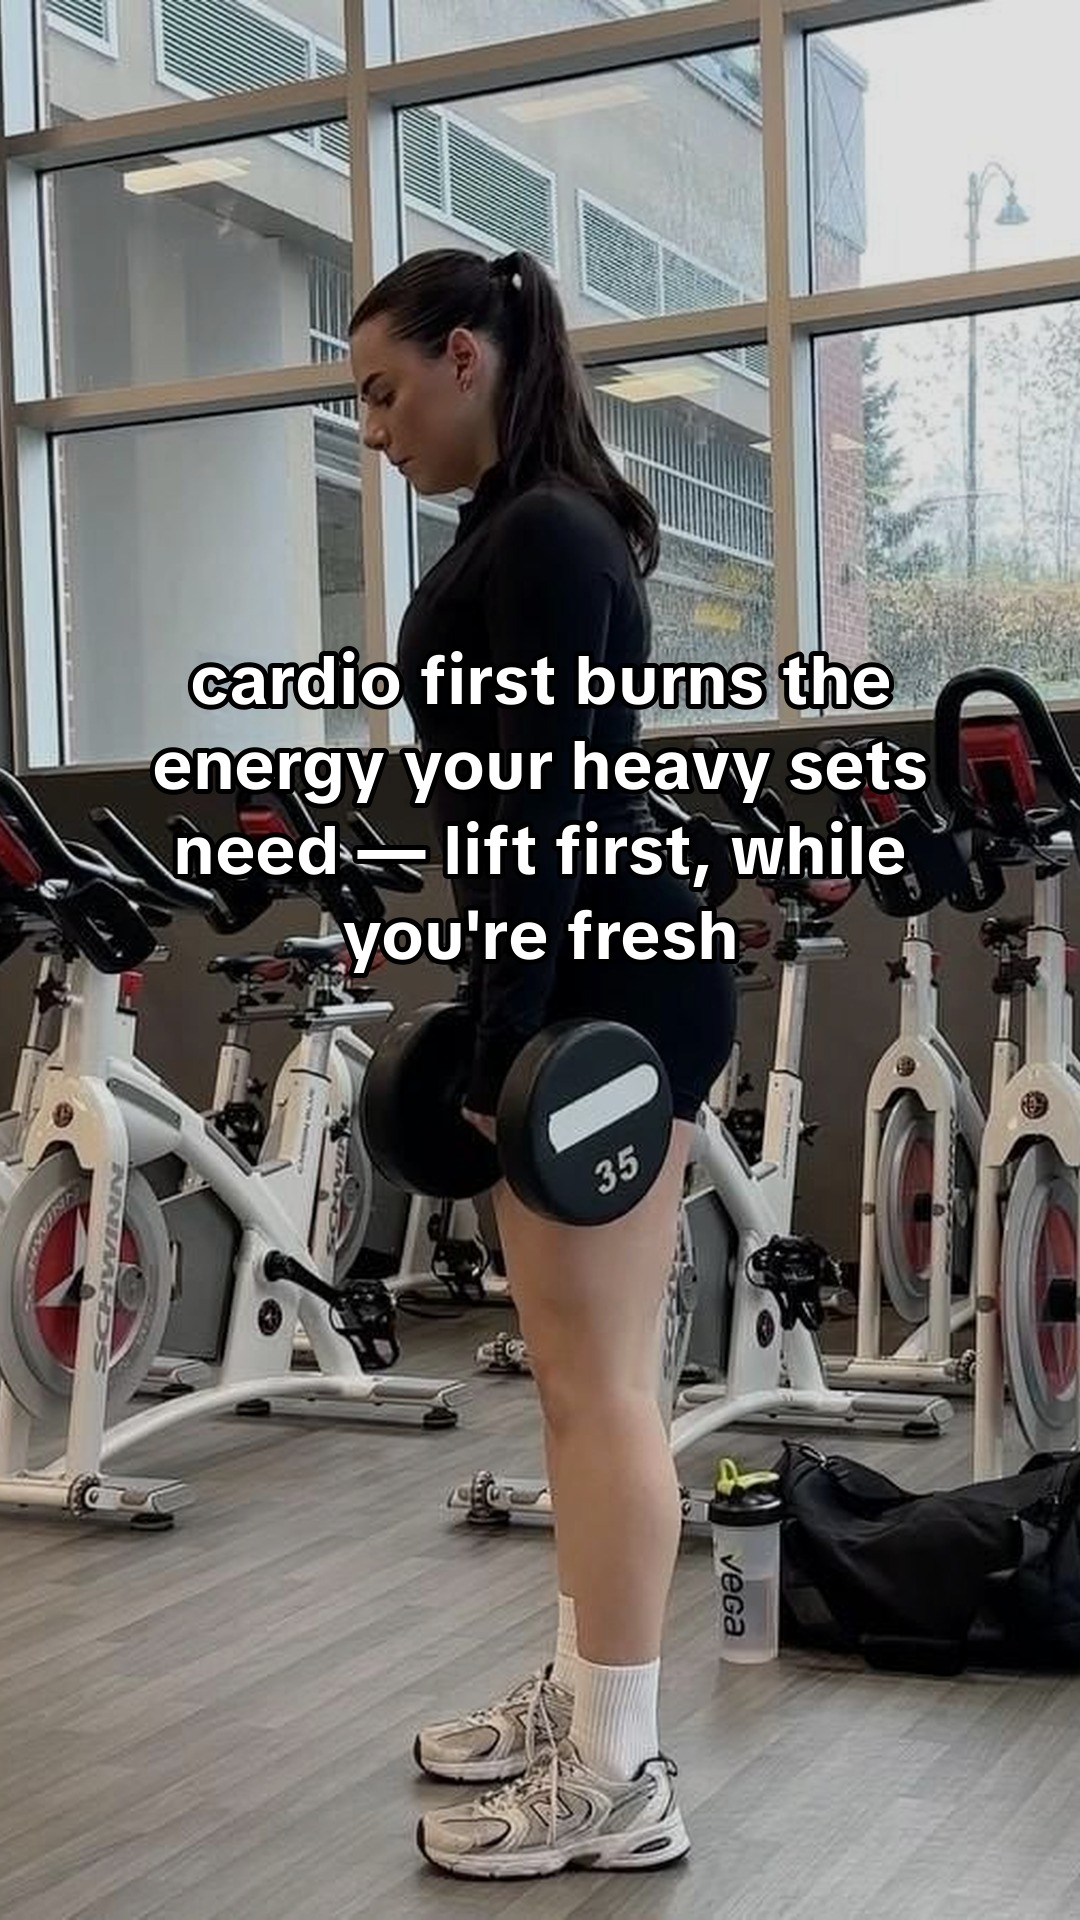 cardio first burns the
energy your heavy sets
need — lift first, while
you're fresh
35
SCHWINN
SCHWINN
SCHWINN
vega
N